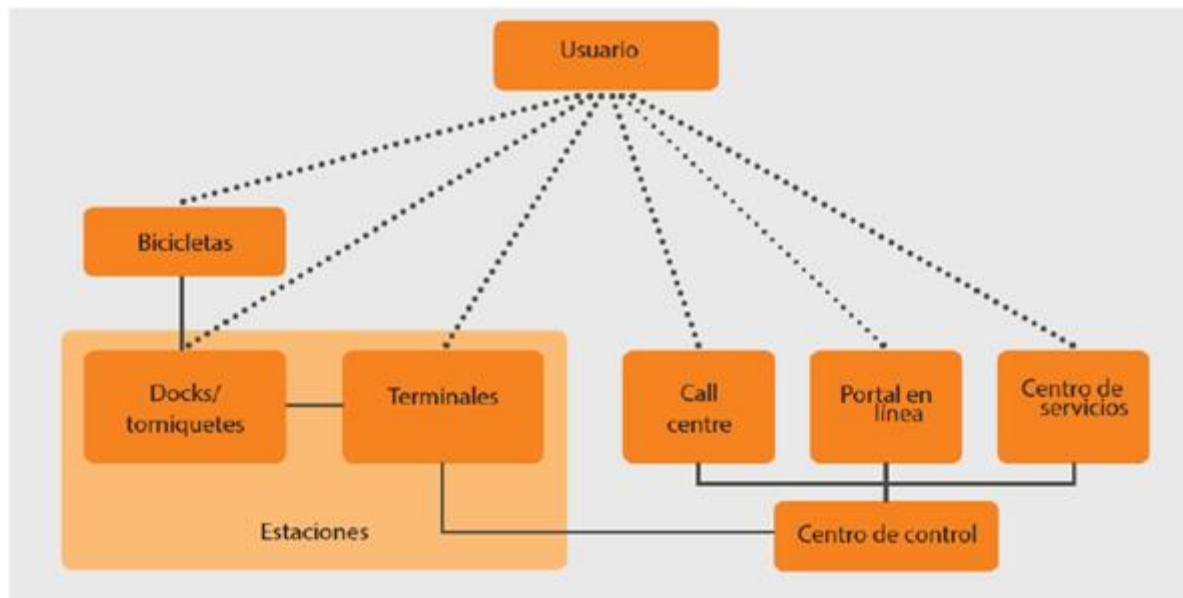 Usuario
Bicicletas
Docks/
torniquetes
Terminales
Call
centre
Portal en
línea
Centro de
servicios
Estaciones
Centro de control